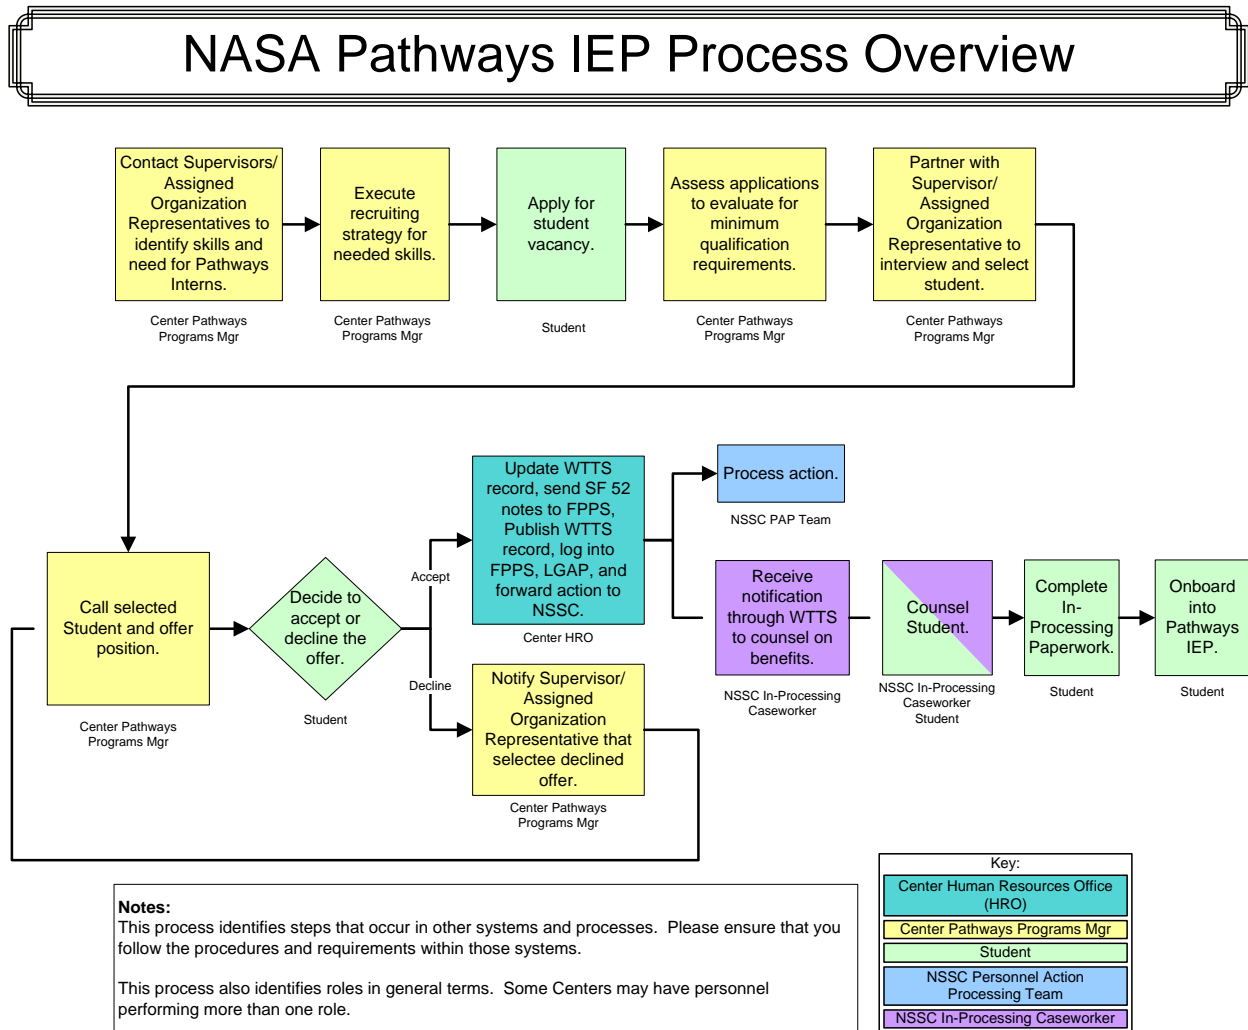 NASA Pathways IEP Process Overview
Contact Supervisors/
Assigned
Organization
Representatives to
identify skills and
need for Pathways
Interns.
Center Pathways
Programs Mgr
Execute
recruiting
strategy for
needed skills.
Center Pathways
Programs Mgr
Apply for
student
vacancy.
Student
Assess applications
to evaluate for
minimum
qualification
requirements.
Center Pathways
Programs Mgr
Partner with
Supervisor/
Assigned
Organization
Representative to
interview and select
student.
Center Pathways
Programs Mgr
Call selected
Student and offer
position.
Center Pathways
Programs Mgr
Decide to
accept or
decline the
offer.
Student
Accept
Decline
Update WTTS
record, send SF 52
notes to FPPS,
Publish WTTS
record, log into
FPPS, LGAP, and
forward action to
NSSC.
Center HRO
Notify Supervisor/
Assigned
Organization
Representative that
selectee declined
offer.
Center Pathways
Programs Mgr
Process action.
NSSC PAP Team
Receive
notification
through WTTS
to counsel on
benefits.
NSSC In-Processing
Caseworker
Counsel
Student.
NSSC In-Processing
Caseworker
Student
Complete
In-
Processing
Paperwork.
Student
Onboard
into
Pathways
IEP.
Student
Notes:
This process identifies steps that occur in other systems and processes.  Please ensure that you
follow the procedures and requirements within those systems.
This process also identifies roles in general terms.  Some Centers may have personnel
performing more than one role.
Key:
Center Human Resources Office
(HRO)
Center Pathways Programs Mgr
Student
NSSC Personnel Action
Processing Team
NSSC In-Processing Caseworker